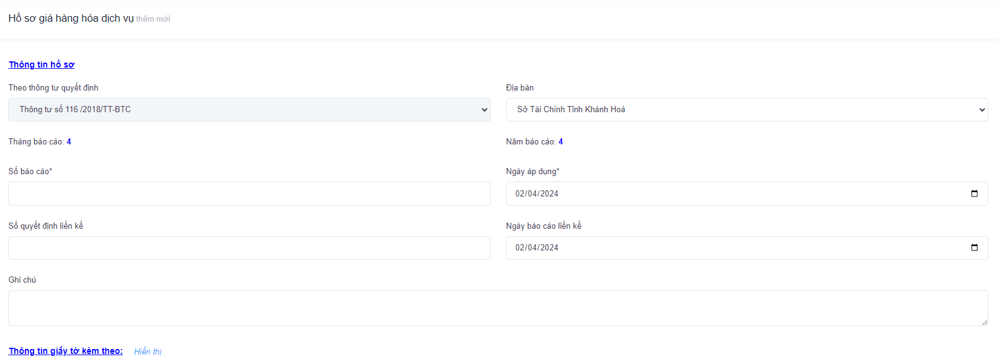 Hồ sơ giá hàng hóa dịch vụ thêm mới
Thông tin hồ sơ
Theo thông tư quyết định
Địa bàn
Thông tư số 116 /2018/TT-BTC
Sở Tài Chính Tỉnh Khánh Hoà
Tháng báo cáo: 4
Năm báo cáo: 4
Số báo cáo*
Ngày áp dụng*
02/04/2024
Số quyết định liền kề
Ngày báo cáo liền kề
02/04/2024
Ghi chú
Thông tin giấy tờ kèm theo: Hiển thị